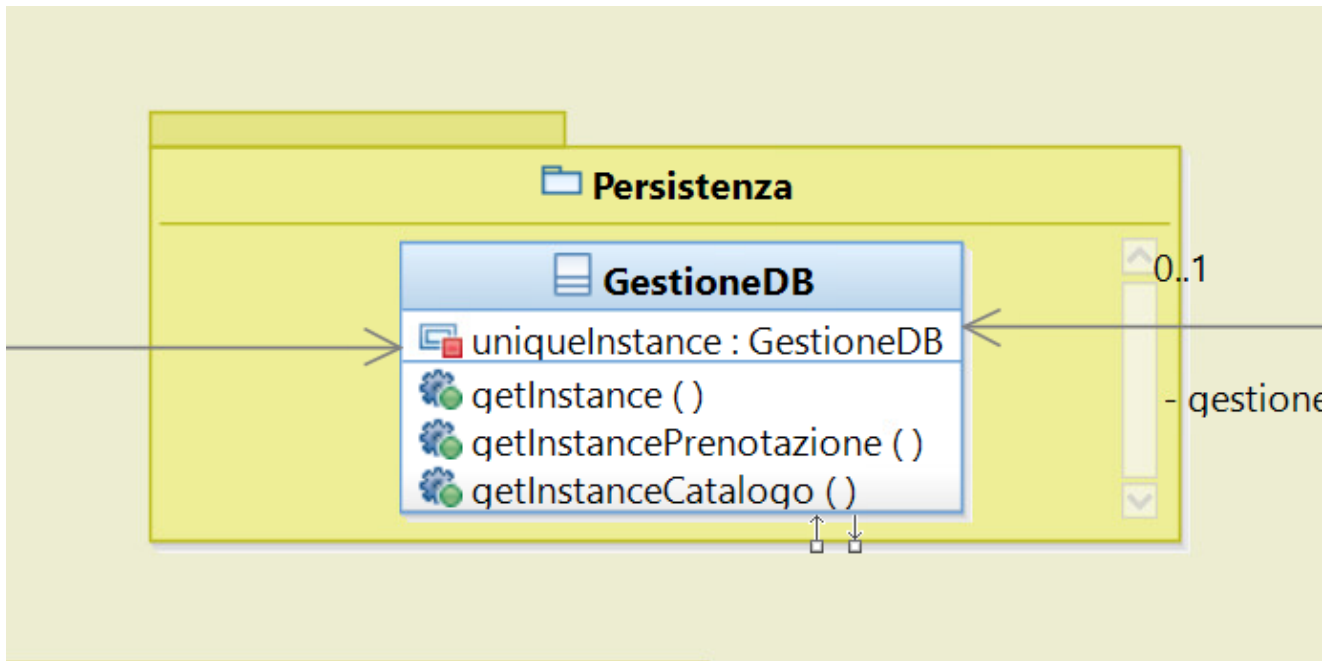 Persistenza
GestioneDB
0..1
uniqueInstance : GestioneDB
getInstance ( )
- gestione
getInstancePrenotazione ( )
getInstanceCatalogo ( )